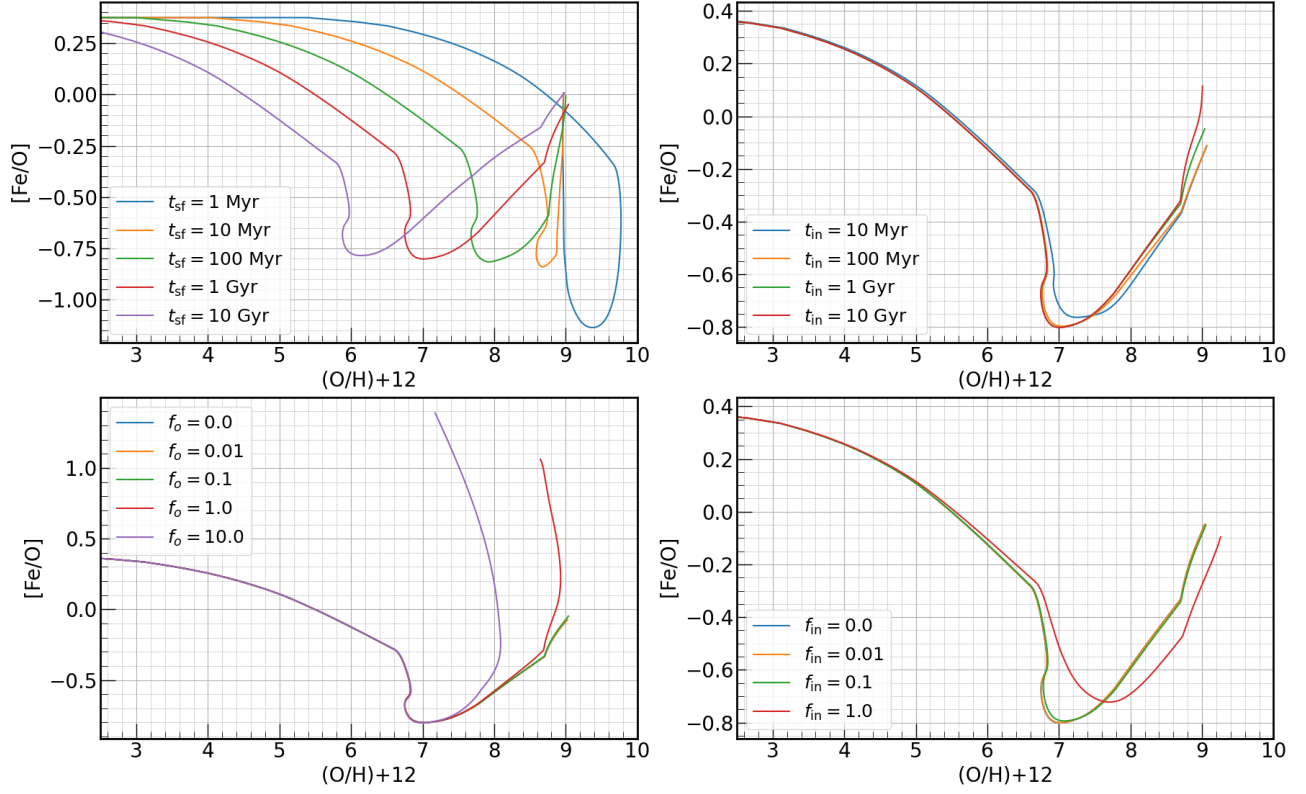 0.25
0.00
−0.25
−0.50
−0.75
−1.00
[Fe/O]
t_sf = 1 Myr
t_sf = 10 Myr
t_sf = 100 Myr
t_sf = 1 Gyr
t_sf = 10 Gyr
3 4 5 6 7 8 9 10
(O/H)+12
0.4
0.2
0.0
−0.2
−0.4
−0.6
−0.8
[Fe/O]
t_in = 10 Myr
t_in = 100 Myr
t_in = 1 Gyr
t_in = 10 Gyr
3 4 5 6 7 8 9 10
(O/H)+12
f_o = 0.0
f_o = 0.01
f_o = 0.1
f_o = 1.0
f_o = 10.0
1.0
0.5
0.0
−0.5
[Fe/O]
3 4 5 6 7 8 9 10
(O/H)+12
0.4
0.2
0.0
−0.2
−0.4
−0.6
−0.8
[Fe/O]
f_in = 0.0
f_in = 0.01
f_in = 0.1
f_in = 1.0
3 4 5 6 7 8 9 10
(O/H)+12